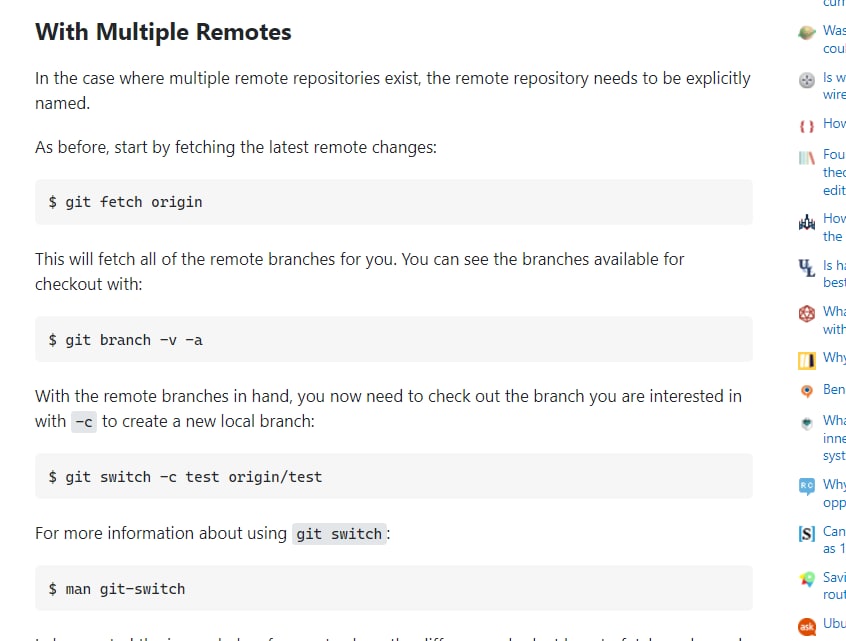 With Multiple Remotes
In the case where multiple remote repositories exist, the remote repository needs to be explicitly
named.
As before, start by fetching the latest remote changes:
$ git fetch origin
This will fetch all of the remote branches for you. You can see the branches available for
checkout with:
$ git branch -v -a
With the remote branches in hand, you now need to check out the branch you are interested in
with -c to create a new local branch:
$ git switch -c test origin/test
For more information about using git switch:
$ man git-switch
Was
coul
Is w
wire
How
Fou
theo
edit
How
the
Is ha
best
Wha
with
Why
Ben
Wha
inne
syst
RC
Why
opp
[S]
Can
as 1
Savi
rout
ask
Ubu